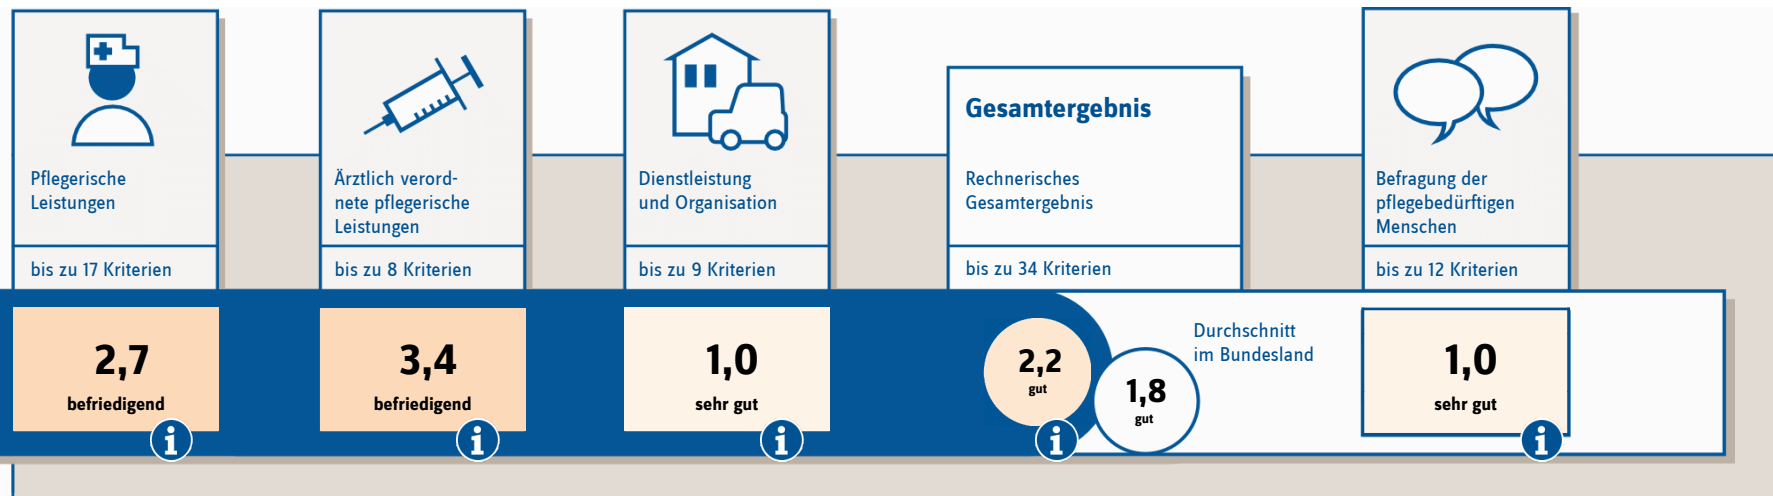 Pflegerische
Leistungen
bis zu 17 Kriterien
2,7
befriedigend
i
Ärztlich verord-
nete pflegerische
Leistungen
bis zu 8 Kriterien
3,4
befriedigend
i
Dienstleistung
und Organisation
bis zu 9 Kriterien
1,0
sehr gut
i
Gesamtergebnis
Rechnerisches
Gesamtergebnis
bis zu 34 Kriterien
2,2
gut
i
1,8
gut
Durchschnitt
im Bundesland
Befragung der
pflegebedürftigen
Menschen
bis zu 12 Kriterien
1,0
sehr gut
i